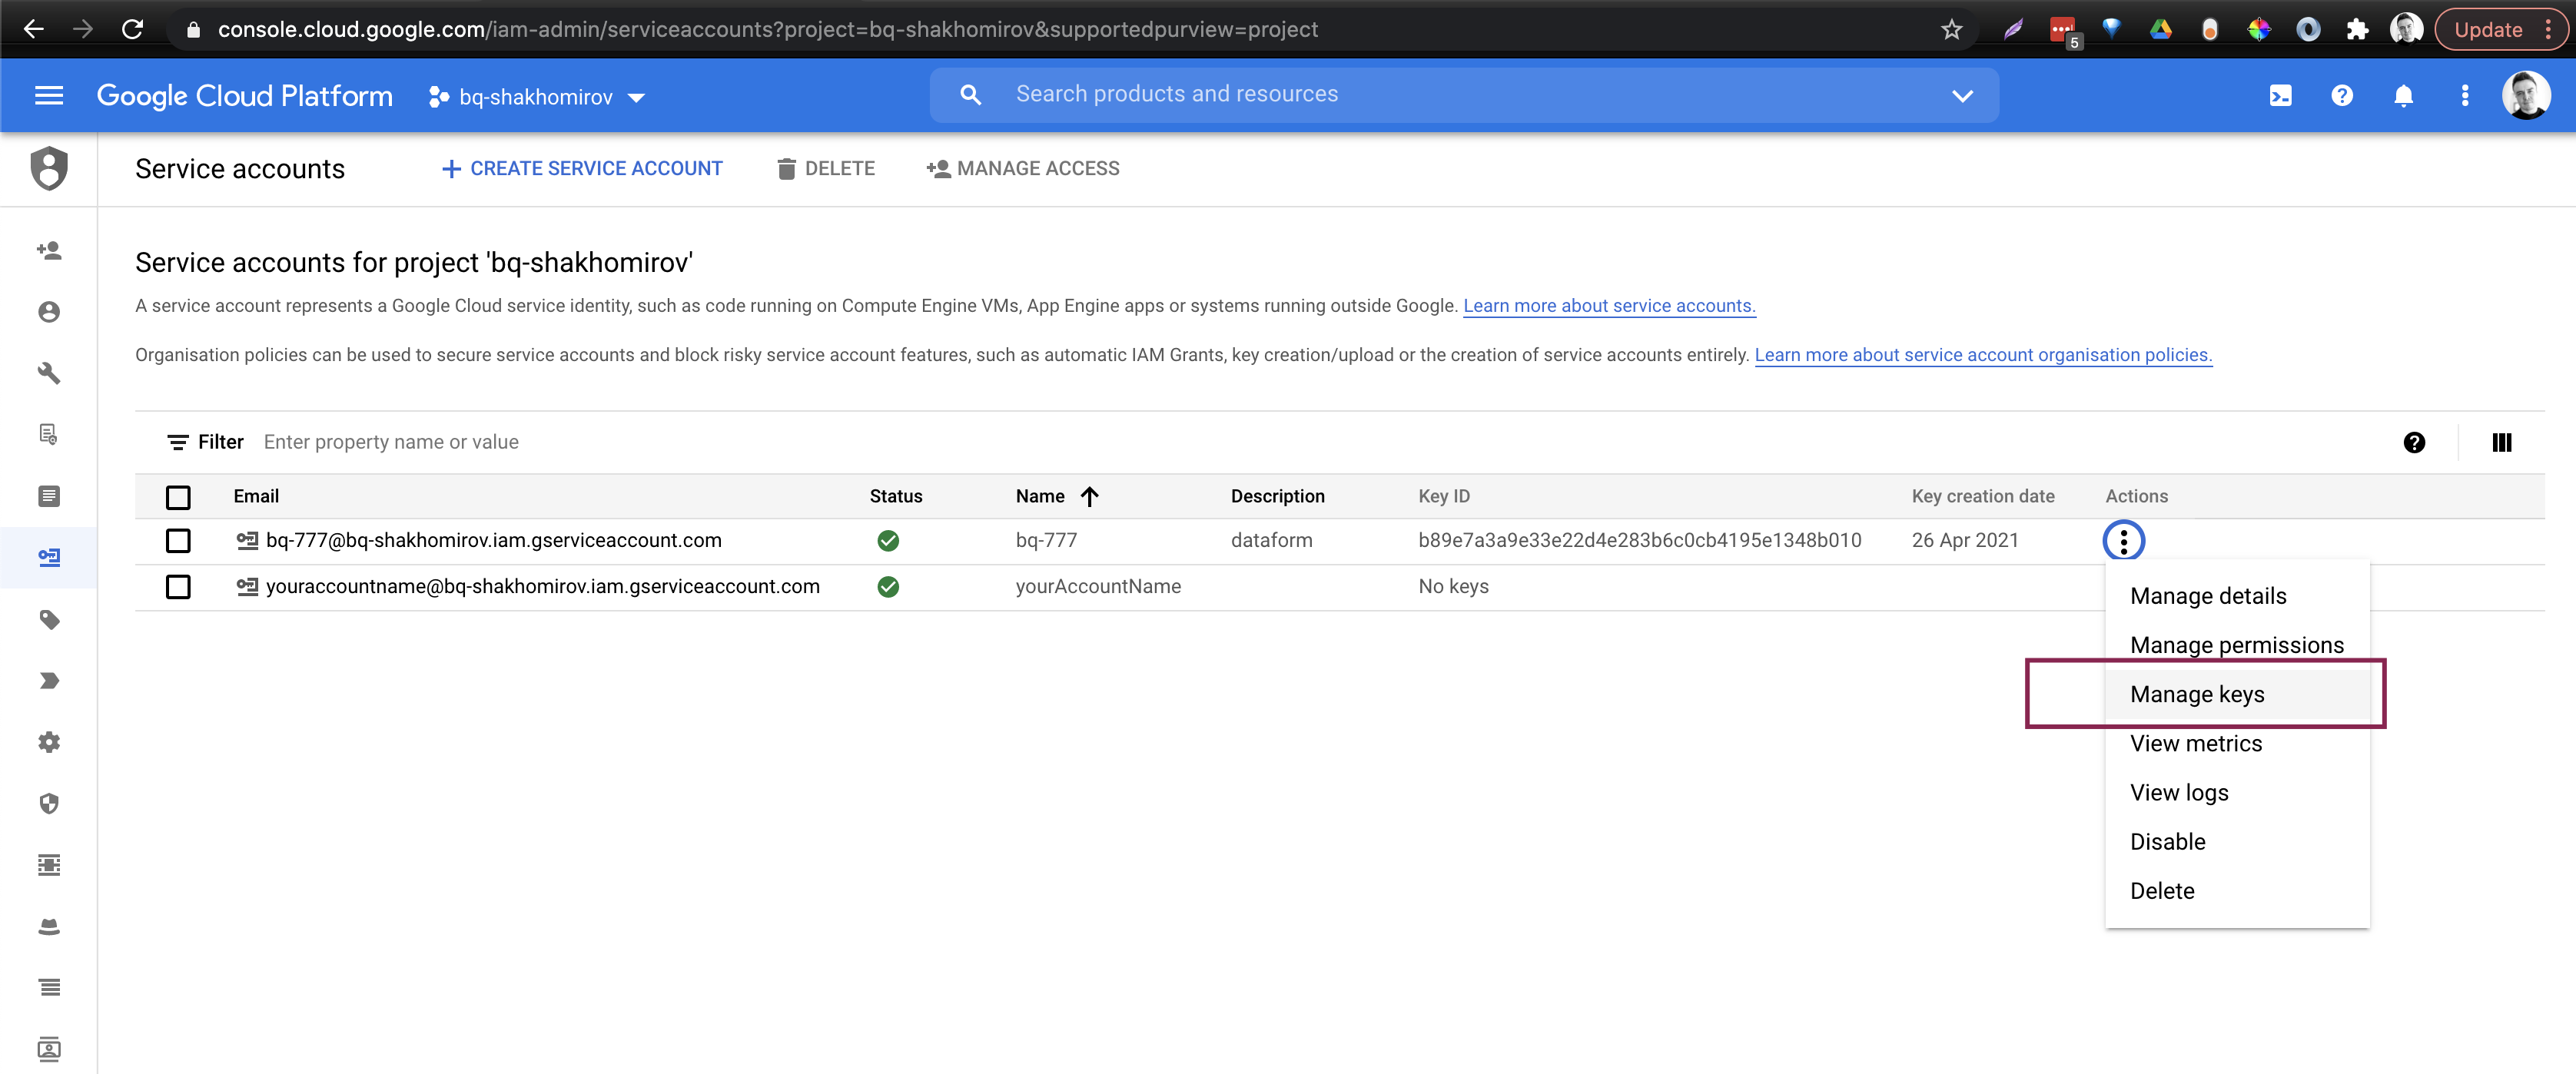 console.cloud.google.com/iam-admin/serviceaccounts?project=bq-shakhomirov&supportedpurview=project
5
Update
Google Cloud Platform
bq-shakhomirov
Search products and resources
Service accounts
CREATE SERVICE ACCOUNT
DELETE
MANAGE ACCESS
Service accounts for project 'bq-shakhomirov'
A service account represents a Google Cloud service identity, such as code running on Compute Engine VMs, App Engine apps or systems running outside Google. Learn more about service accounts.
Organisation policies can be used to secure service accounts and block risky service account features, such as automatic IAM Grants, key creation/upload or the creation of service accounts entirely. Learn more about service account organisation policies.
Filter Enter property name or value
Email Status Name Description Key ID Key creation date Actions
bq-777@bq-shakhomirov.iam.gserviceaccount.com bq-777 dataform b89e7a3a9e33e22d4e283b6c0cb4195e1348b010 26 Apr 2021
youraccountname@bq-shakhomirov.iam.gserviceaccount.com yourAccountName No keys
Manage details
Manage permissions
Manage keys
View metrics
View logs
Disable
Delete